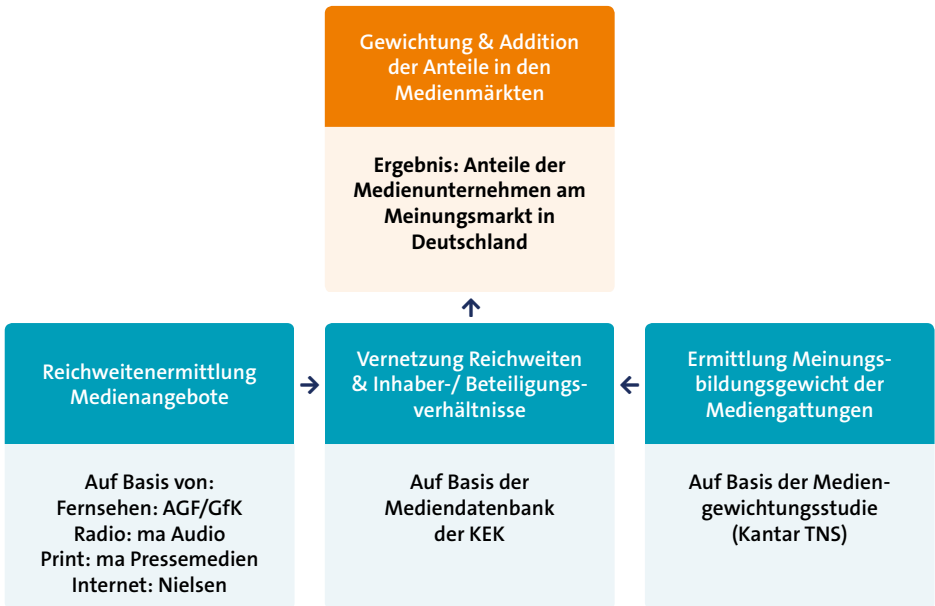 Gewichtung & Addition
der Anteile in den
Medienmärkten
Ergebnis: Anteile der
Medienunternehmen am
Meinungsmarkt in
Deutschland
Reichweitenermittlung
Medienangebote
Auf Basis von:
Fernsehen: AGF/GfK
Radio: ma Audio
Print: ma Pressemedien
Internet: Nielsen
Vernetzung Reichweiten
& Inhaber-/ Beteiligungs-
verhältnisse
Auf Basis der
Mediendatenbank
der KEK
Ermittlung Meinungs-
bildungsgewicht der
Mediengattungen
Auf Basis der Medien-
gewichtungsstudie
(Kantar TNS)